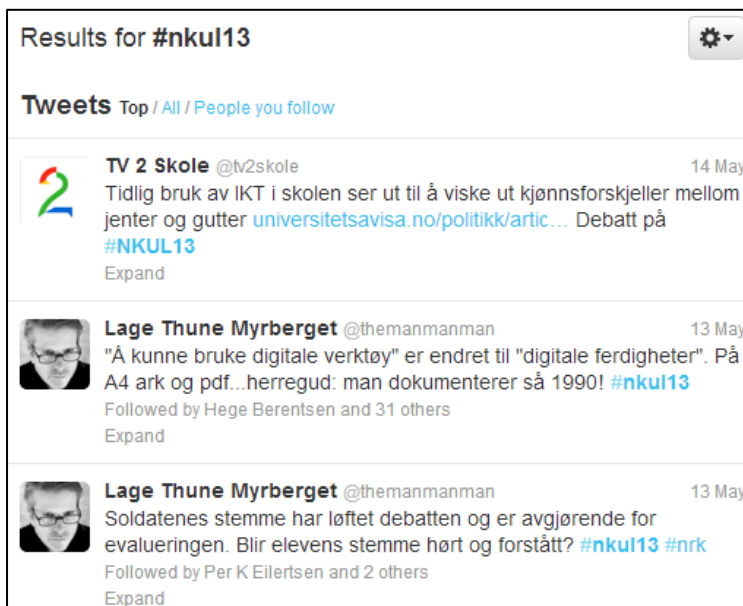 Results for #nkul13
Tweets Top / All / People you follow
TV 2 Skole @tv2skole 14 May
Tidlig bruk av IKT i skolen ser ut til å viske ut kjønnsforskjeller mellom
jenter og gutter universitetsavisa.no/politikk/artic... Debatt på
#NKUL13
Expand
Lage Thune Myrberget @themanmanman 13 May
"Å kunne bruke digitale verktøy" er endret til "digitale ferdigheter". På
A4 ark og pdf...herregud: man dokumenterer så 1990! #nkul13
Followed by Hege Berentsen and 31 others
Expand
Lage Thune Myrberget @themanmanman 13 May
Soldatenes stemme har løftet debatten og er avgjørende for
evalueringen. Blir elevens stemme hørt og forstått? #nkul13 #nrk
Followed by Per K Eilertsen and 2 others
Expand